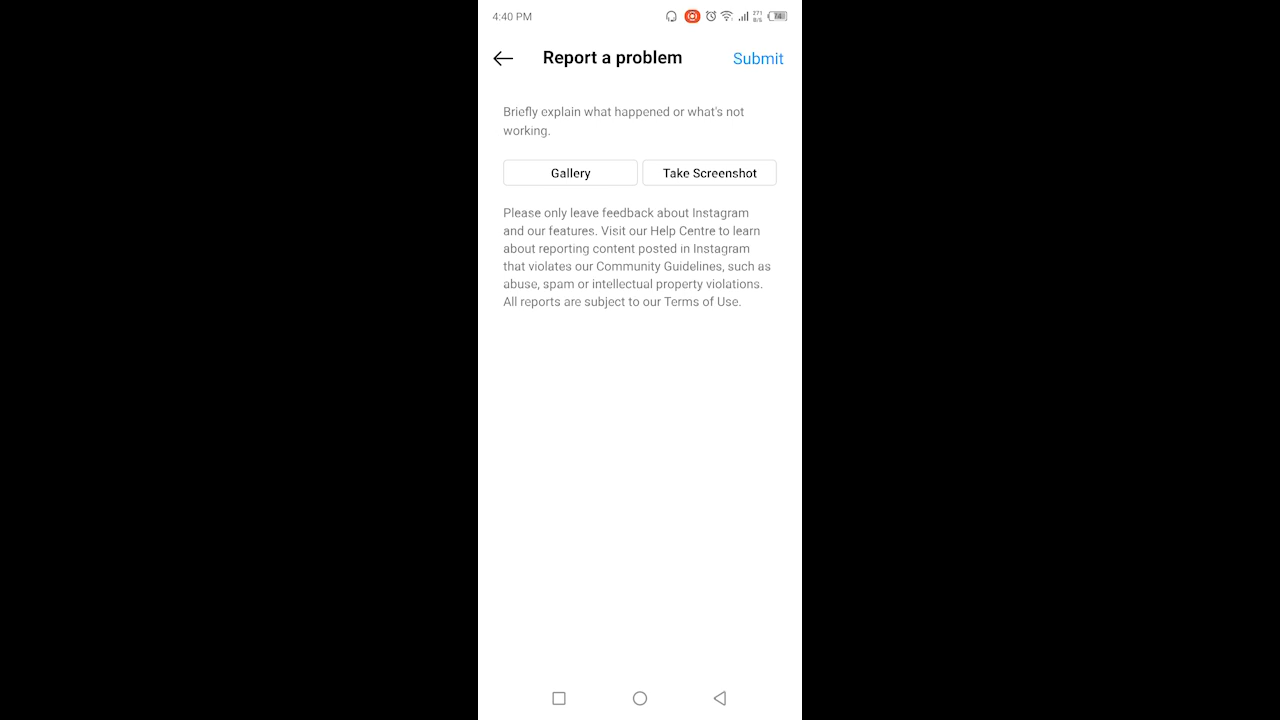 4:40 PM
271
B/s
74
Report a problem
Submit
Briefly explain what happened or what's not
working.
Gallery
Take Screenshot
Please only leave feedback about Instagram
and our features. Visit our Help Centre to learn
about reporting content posted in Instagram
that violates our Community Guidelines, such as
abuse, spam or intellectual property violations.
All reports are subject to our Terms of Use.